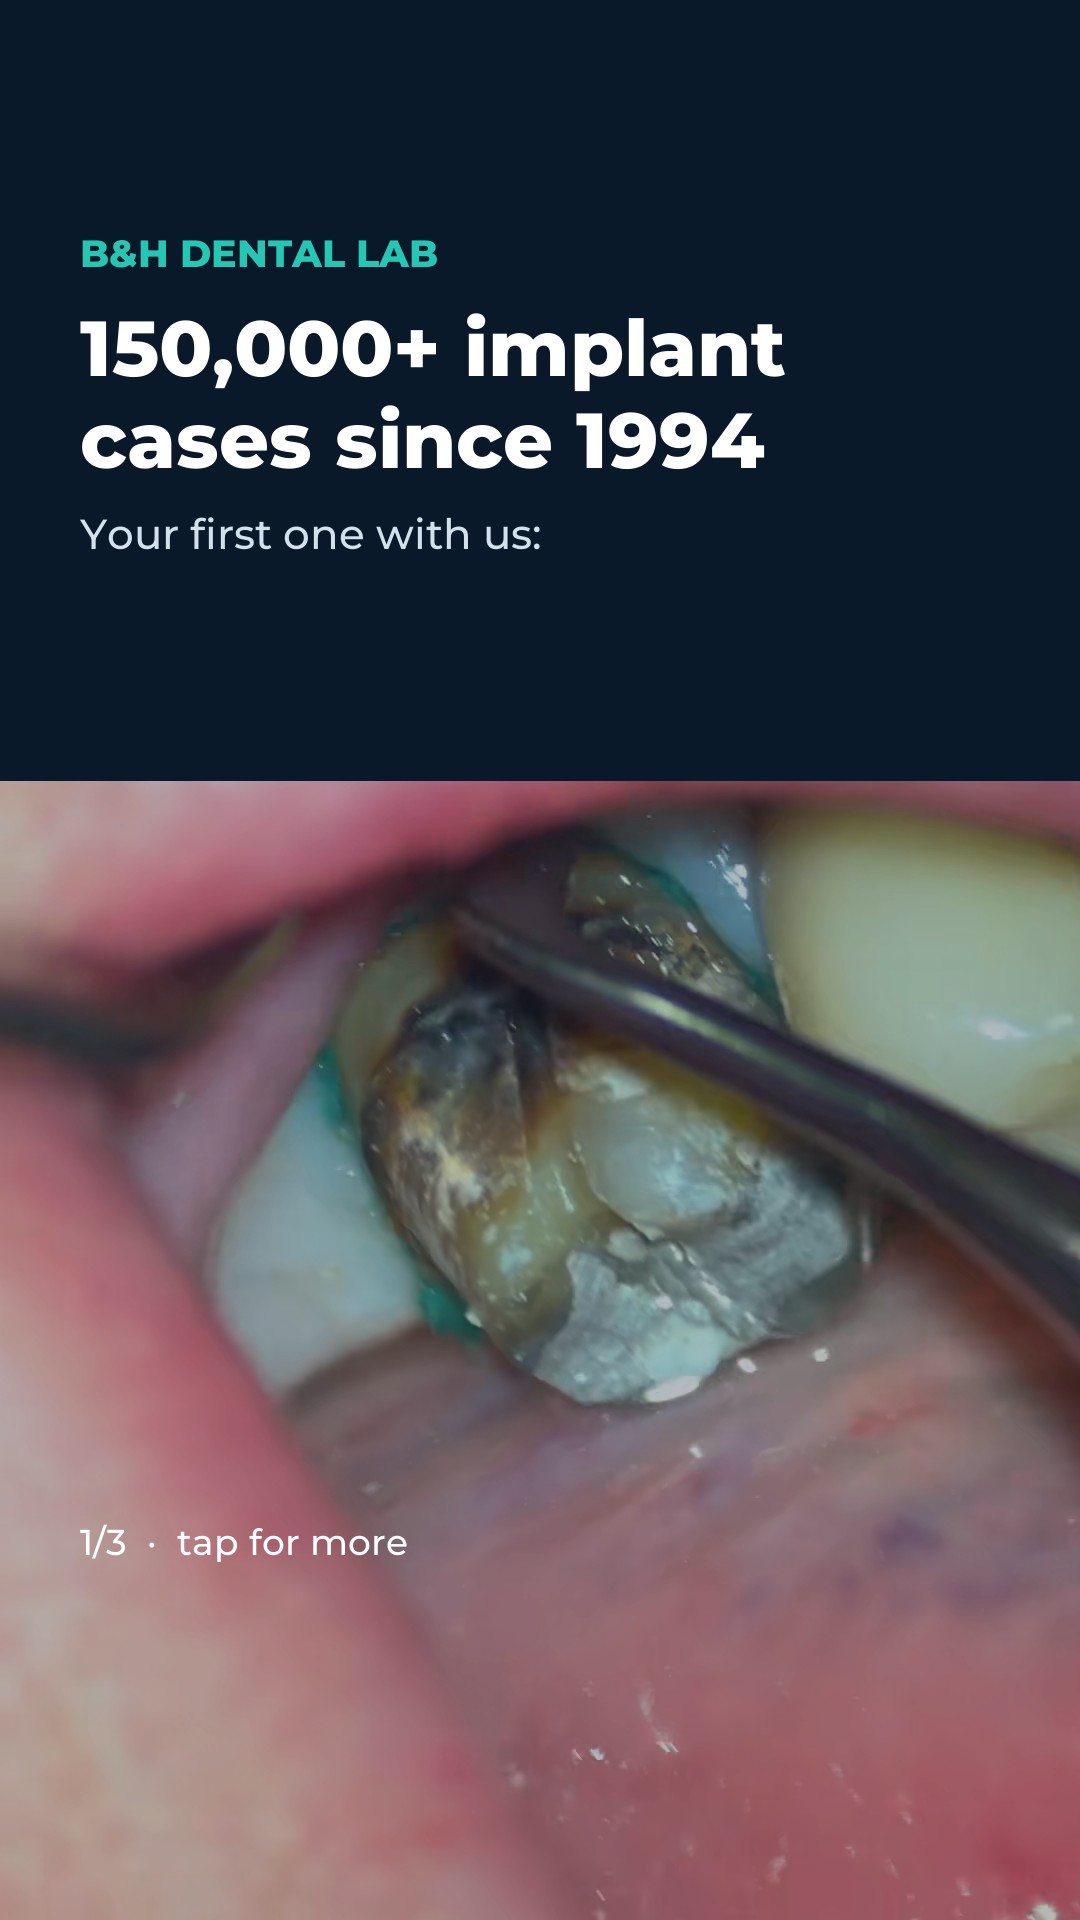 B&H DENTAL LAB
150,000+ implant
cases since 1994
Your first one with us:
1/3 · tap for more